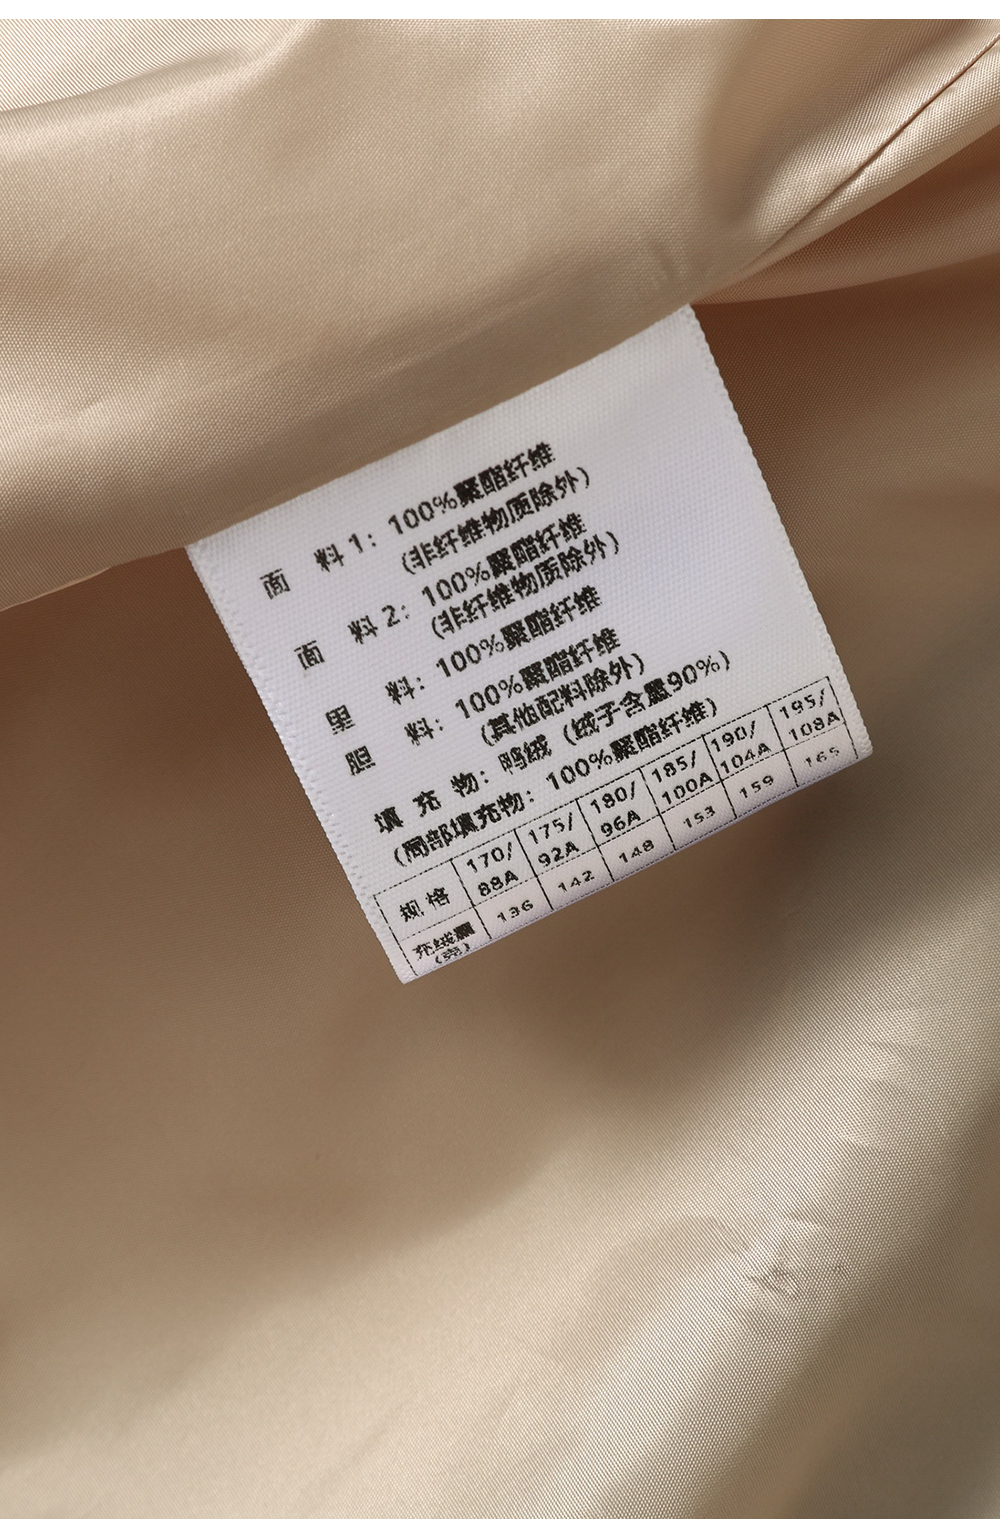 面 料1: 100%聚酯纤维
(非纤维物质除外)
面 料2: 100%聚酯纤维
(非纤维物质除外)
里 料: 100%聚酯纤维
胆 料: 100%聚酯纤维
(其他配料除外)
填 充 物: 鸭绒 (绒子含量90%)
(局部填充物: 100%聚酯纤维)
规格 170/88A 175/92A 180/96A 185/100A 190/104A 195/108A
充绒量(克) 136 142 148 153 159 165